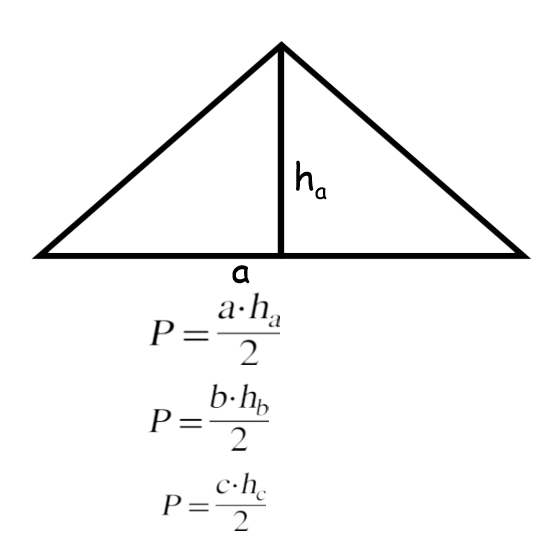 hₐ
a
P = a·hₐ/2
P = b·h_b/2
P = c·h_c/2